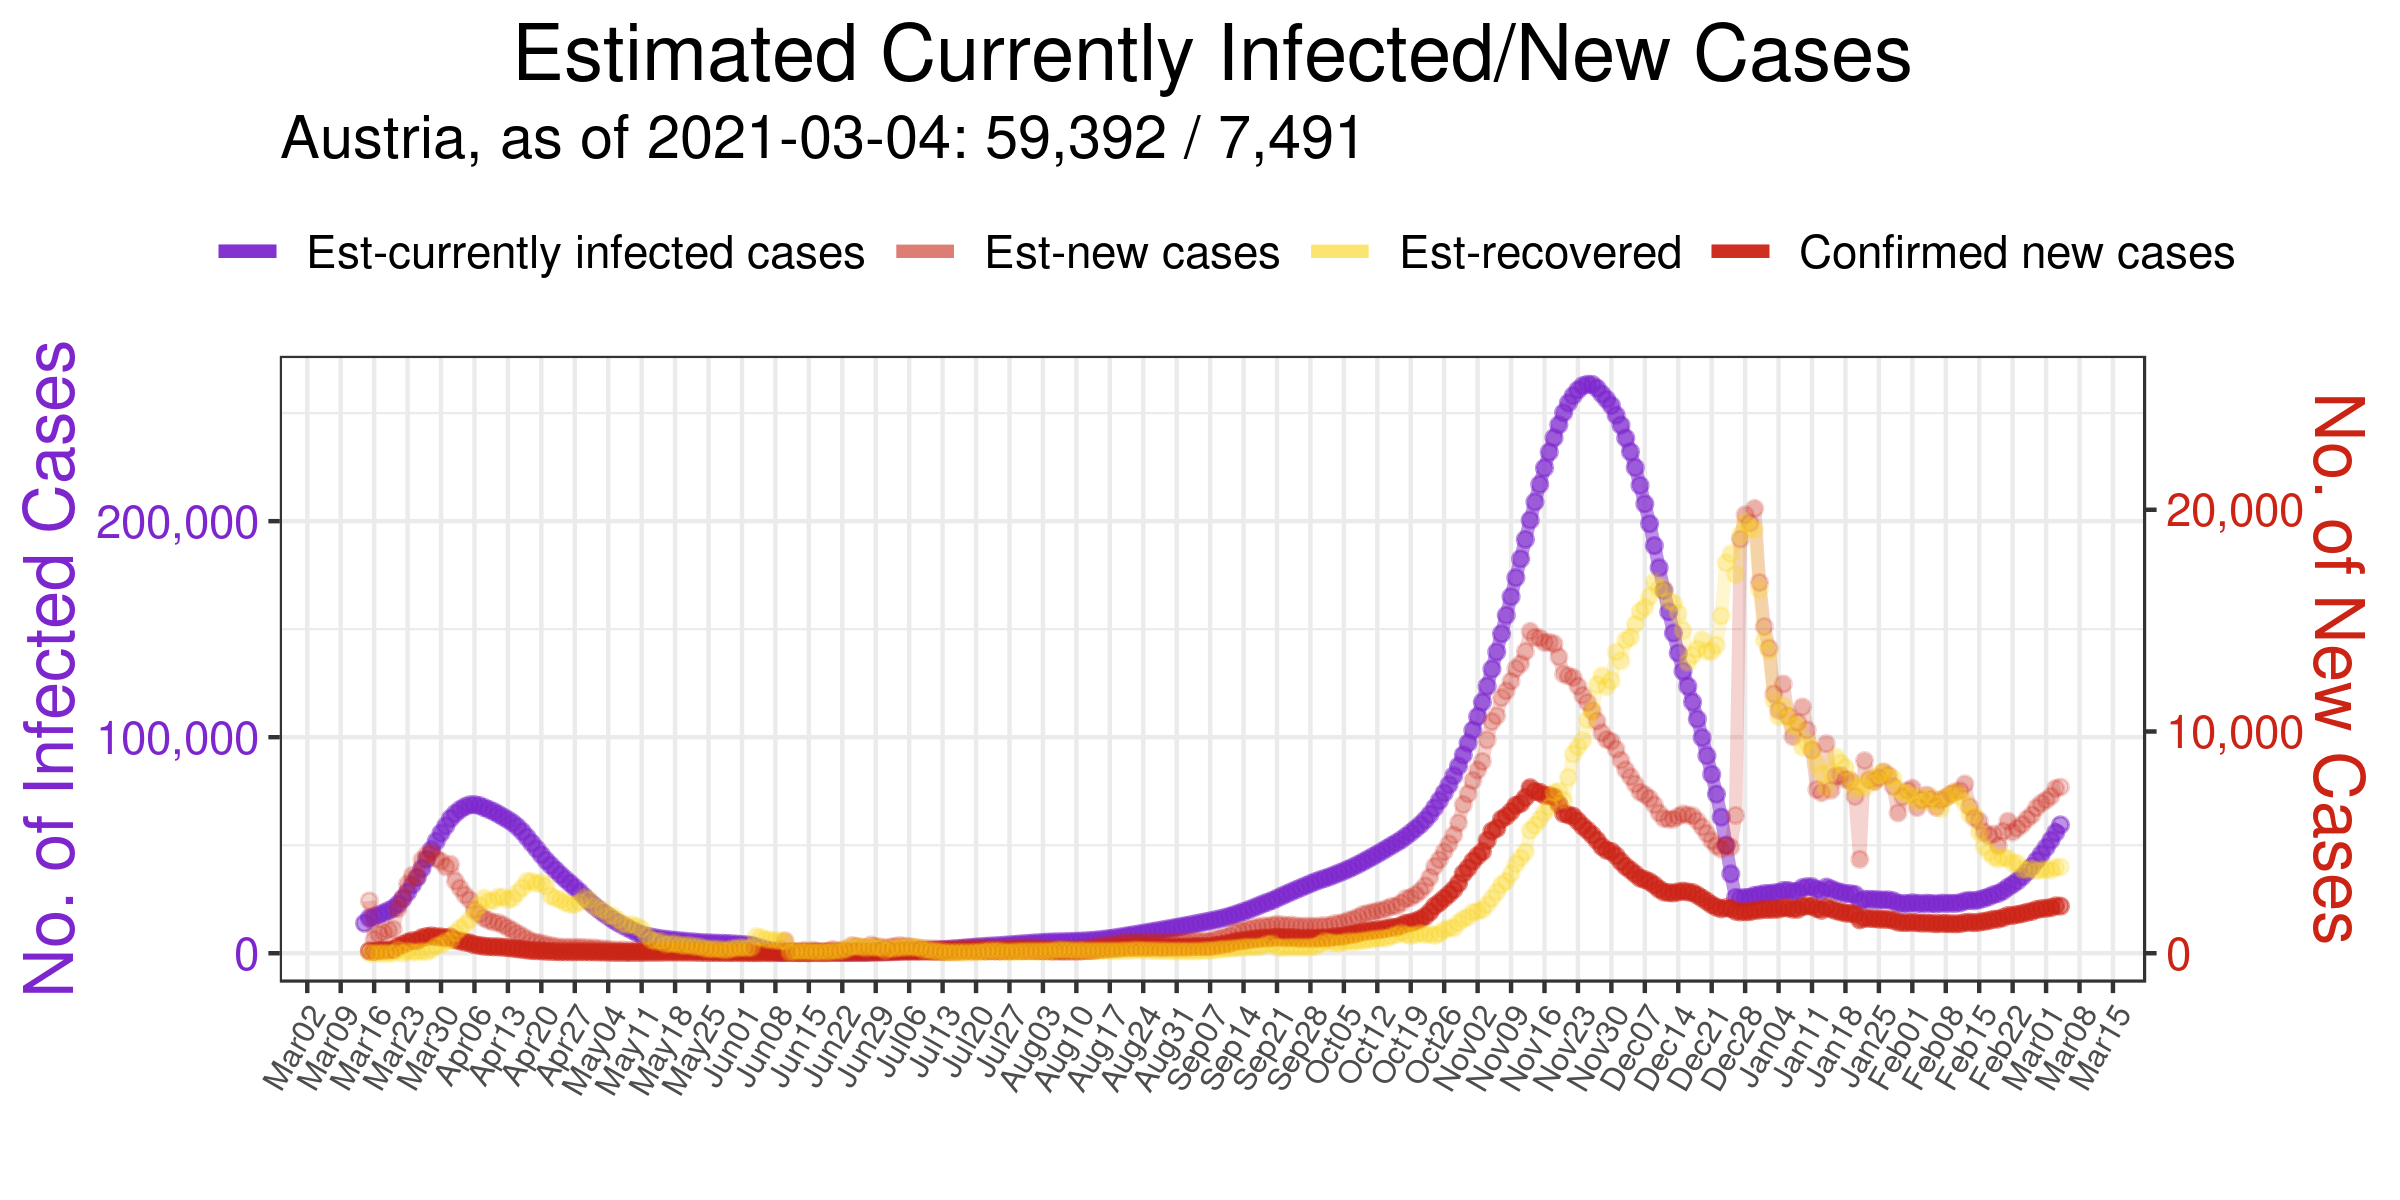 Estimated Currently Infected/New Cases
Austria, as of 2021-03-04: 59,392 / 7,491
Est-currently infected cases Est-new cases Est-recovered Confirmed new cases
No. of Infected Cases
200,000
100,000
0
20,000
10,000
0
No. of New Cases
Mar02 Mar09 Mar16 Mar23 Mar30 Apr06 Apr13 Apr20 Apr27 May04 May11 May18 May25 Jun01 Jun08 Jun15 Jun22 Jun29 Jul06 Jul13 Jul20 Jul27 Aug03 Aug10 Aug17 Aug24 Aug31 Sep07 Sep14 Sep21 Sep28 Oct05 Oct12 Oct19 Oct26 Nov02 Nov09 Nov16 Nov23 Nov30 Dec07 Dec14 Dec21 Dec28 Jan04 Jan11 Jan18 Jan25 Feb01 Feb08 Feb15 Feb22 Mar01 Mar08 Mar15